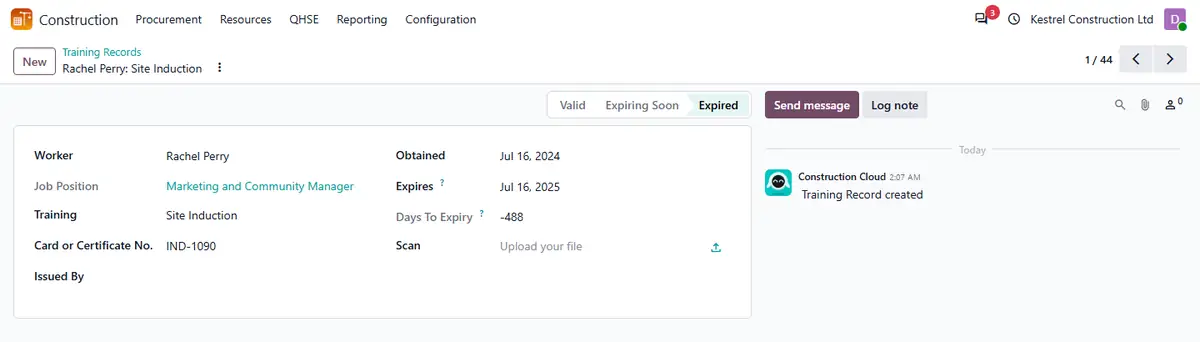 Construction Procurement Resources QHSE Reporting Configuration 3 Kestrel Construction Ltd D
New Training Records 1 / 44
Rachel Perry: Site Induction
Valid Expiring Soon Expired Send message Log note 0
Worker Rachel Perry Obtained Jul 16, 2024
Today
Job Position Marketing and Community Manager Expires ? Jul 16, 2025
Construction Cloud 2:07 AM
Training Record created
Training Site Induction Days To Expiry ? -488
Card or Certificate No. IND-1090 Scan Upload your file
Issued By